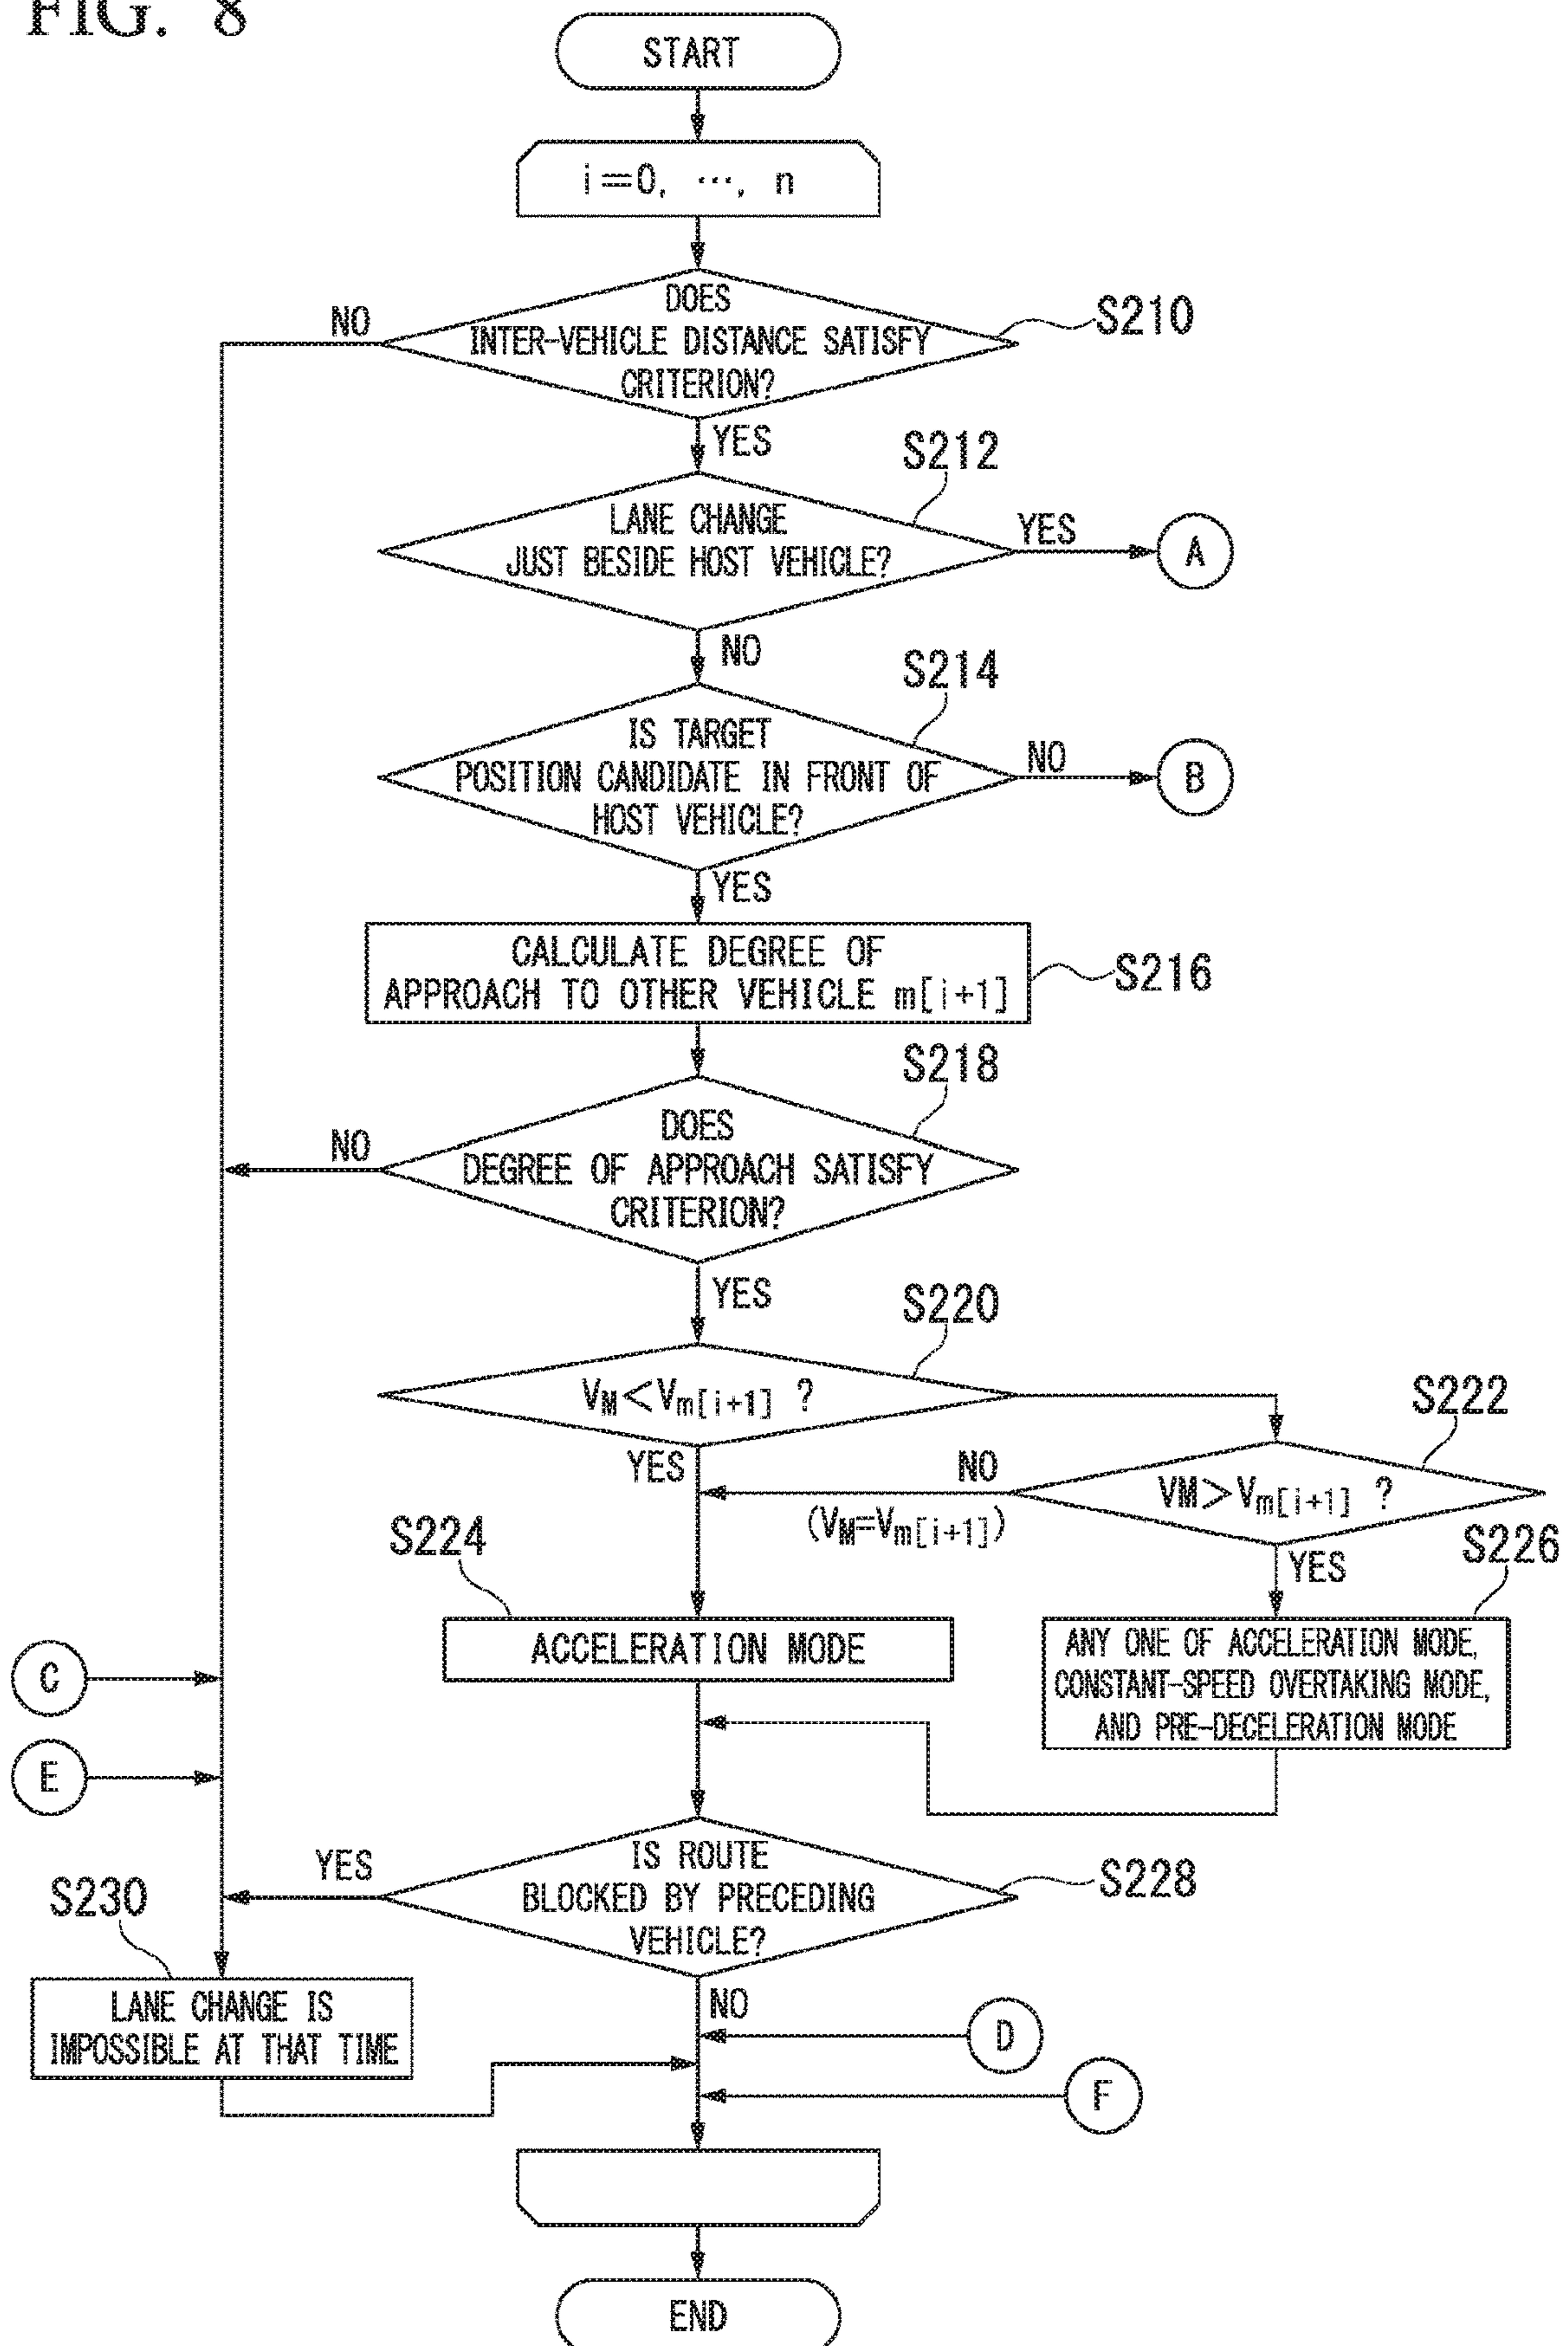 FIG. 8
START
i=0, ⋯, n
DOES
INTER-VEHICLE DISTANCE SATISFY
CRITERION?
S210
NO
YES
S212
LANE CHANGE
JUST BESIDE HOST VEHICLE?
YES
A
NO
S214
IS TARGET
POSITION CANDIDATE IN FRONT OF
HOST VEHICLE?
NO
B
YES
CALCULATE DEGREE OF
APPROACH TO OTHER VEHICLE m[i+1]
S216
S218
DOES
DEGREE OF APPROACH SATISFY
CRITERION?
NO
YES
S220
VM<Vm[i+1] ?
S222
YES
NO
VM>Vm[i+1] ?
(VM=Vm[i+1])
S224
YES
S226
ACCELERATION MODE
ANY ONE OF ACCELERATION MODE,
CONSTANT-SPEED OVERTAKING MODE,
AND PRE-DECELERATION MODE
C
E
IS ROUTE
BLOCKED BY PRECEDING
VEHICLE?
YES
S228
S230
LANE CHANGE IS
IMPOSSIBLE AT THAT TIME
NO
D
F
END